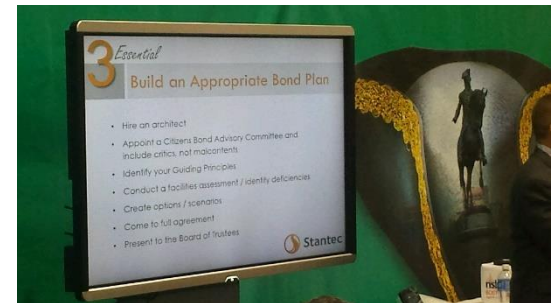 3 Essential
Build an Appropriate Bond Plan
• Hire an architect
• Appoint a Citizens Bond Advisory Committee and
include critics, not malcontents
• Identify your Guiding Principles
• Conduct a facilities assessment / identify deficiencies
• Create options / scenarios
• Come to full agreement
• Present to the Board of Trustees
Stantec